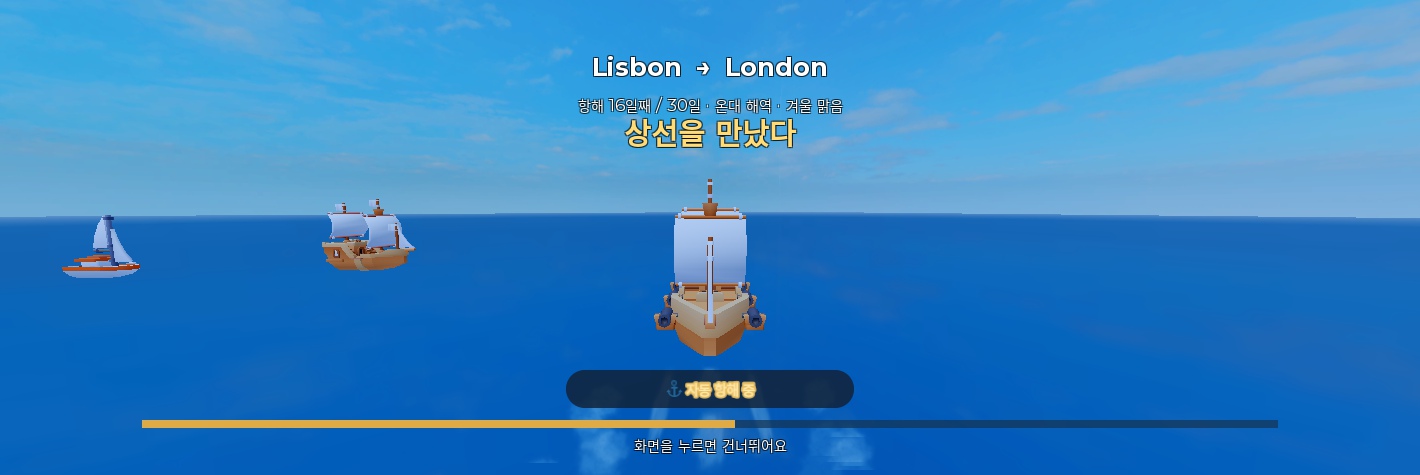 Lisbon → London
항해 16일째 / 30일 · 온대 해역 · 겨울 맑음
상선을 만났다
⚓ 자동 항해 중
화면을 누르면 건너뛰어요